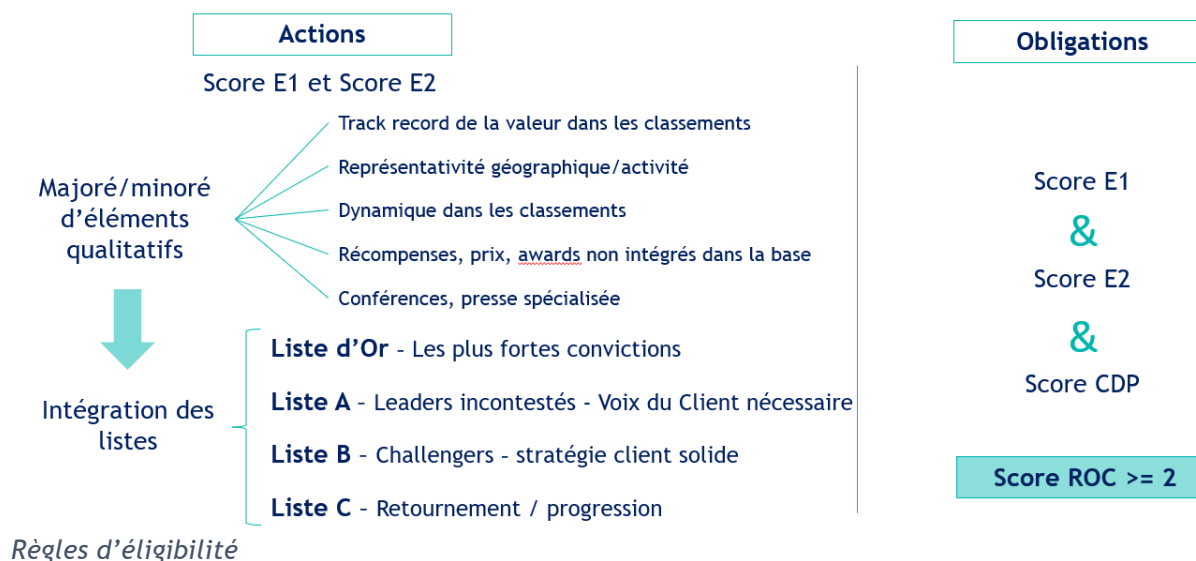 Actions
Score E1 et Score E2
Track record de la valeur dans les classements
Représentativité géographique/activité
Majoré/minoré
d’éléments
qualitatifs
Dynamique dans les classements
Récompenses, prix, awards non intégrés dans la base
Conférences, presse spécialisée
Intégration des
listes
Liste d’Or – Les plus fortes convictions
Liste A – Leaders incontestés - Voix du Client nécessaire
Liste B – Challengers – stratégie client solide
Liste C – Retournement / progression
Obligations
Score E1
&
Score E2
&
Score CDP
Score ROC >= 2
Règles d’éligibilité